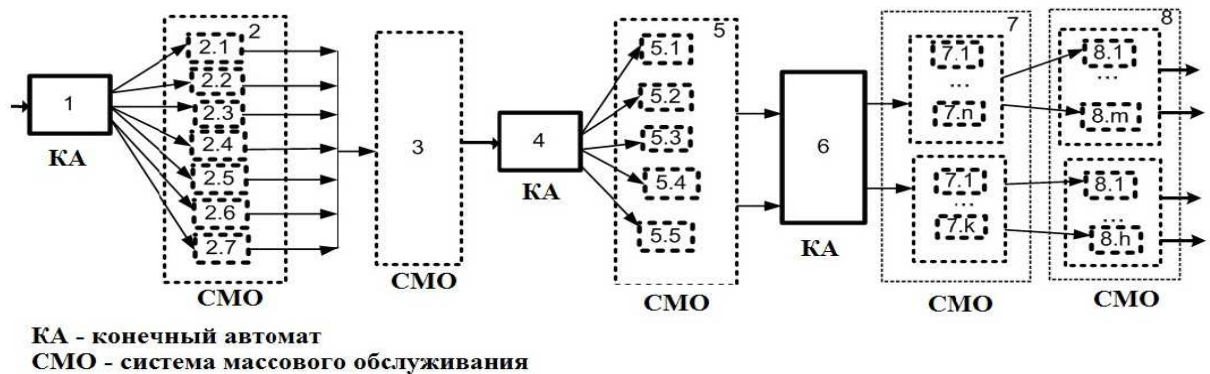 1
КА
2
2.1
2.2
2.3
2.4
2.5
2.6
2.7
СМО
3
СМО
4
КА
5
5.1
5.2
5.3
5.4
5.5
СМО
6
КА
7
7.1
...
7.n
7.1
...
7.k
СМО
8
8.1
...
8.m
8.1
...
8.h
СМО
КА - конечный автомат
СМО - система массового обслуживания